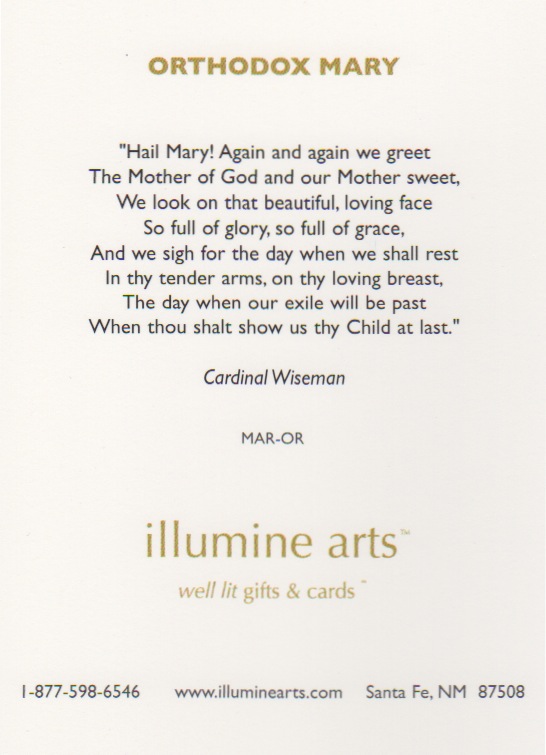 ORTHODOX MARY
"Hail Mary! Again and again we greet
The Mother of God and our Mother sweet,
We look on that beautiful, loving face
So full of glory, so full of grace,
And we sigh for the day when we shall rest
In thy tender arms, on thy loving breast,
The day when our exile will be past
When thou shalt show us thy Child at last."
Cardinal Wiseman
MAR-OR
illumine arts™
well lit gifts & cards™
1-877-598-6546 www.illuminearts.com Santa Fe, NM 87508